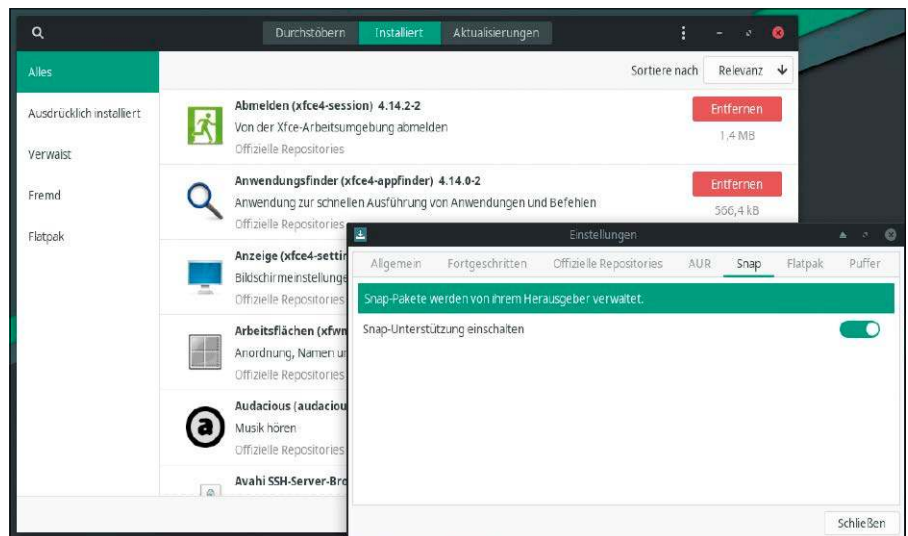 Durchstöbern Installiert Aktualisierungen
Alles
Sortiere nach Relevanz
Ausdrücklich installiert
Verwaist
Fremd
Flatpak
Abmelden (xfce4-session) 4.14.2-2
Von der Xfce-Arbeitsumgebung abmelden
Offizielle Repositories
Entfernen
1,4 MB
Anwendungsfinder (xfce4-appfinder) 4.14.0-2
Anwendung zur schnellen Ausführung von Anwendungen und Befehlen
Offizielle Repositories
Entfernen
566,4 kB
Anzeige (xfce4-settin
Bildschirmeinstellunge
Offizielle Repositories
Arbeitsflächen (xfwm
Anordnung, Namen un
Offizielle Repositories
Audacious (audaciou
Musik hören
Offizielle Repositories
Avahi SSH-Server-Bro
Einstellungen
Allgemein Fortgeschritten Offizielle Repositories AUR Snap Flatpak Puffer
Snap-Pakete werden von ihrem Herausgeber verwaltet.
Snap-Unterstützung einschalten
Schließen